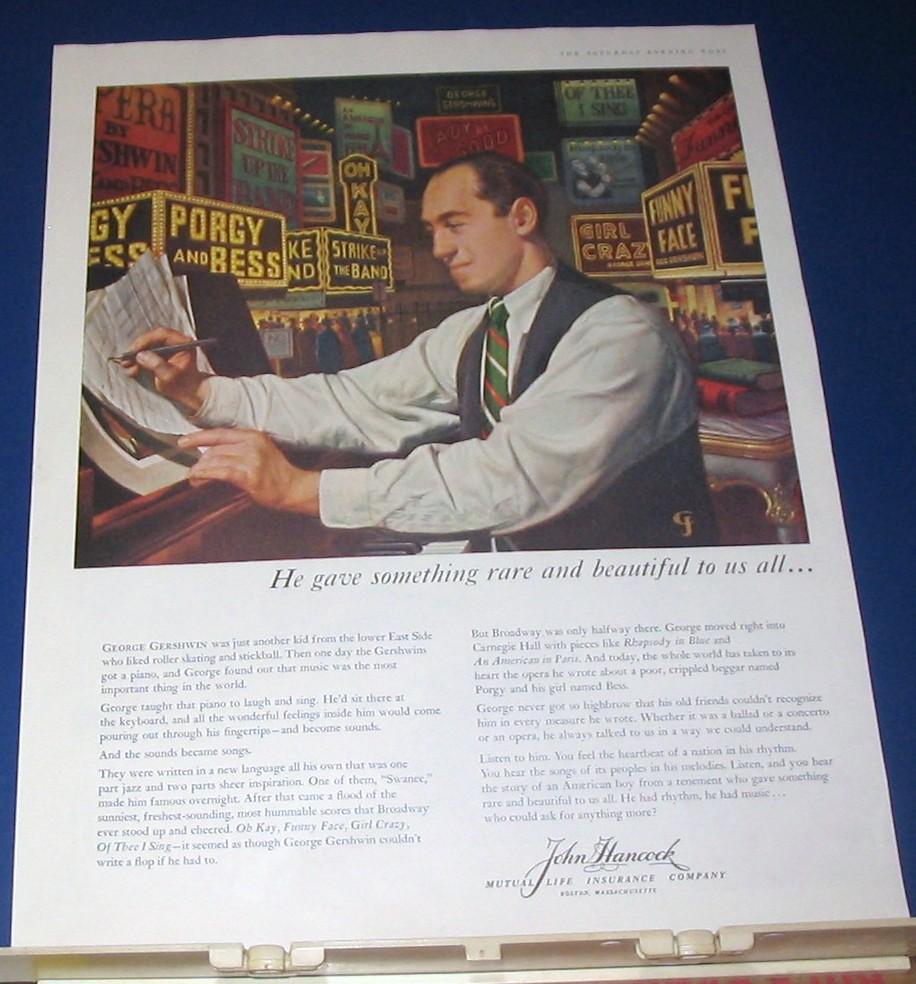 THE SATURDAY EVENING POST
GEORGE
GERSHWIN
OF THEE
I SING
'ERA
BY
SHWIN
STRIKE
UP THE
BAND
AN
AMERICAN
IN
LADY BE
GOOD
OH
KAY
GY
ESS
PORGY
AND BESS
KE
ND
STRIKE UP
THE BAND
GIRL
CRAZ
FUNNY
FACE
GEO GERSHWIN
Funny
F
F
G
He gave something rare and beautiful to us all...
GEORGE GERSHWIN was just another kid from the lower East Side
who liked roller skating and stickball. Then one day the Gershwins
got a piano, and George found out that music was the most
important thing in the world.
George taught that piano to laugh and sing. He'd sit there at
the keyboard, and all the wonderful feelings inside him would come
pouring out through his fingertips—and become sounds.
And the sounds became songs.
They were written in a new language all his own that was one
part jazz and two parts sheer inspiration. One of them, "Swanee,"
made him famous overnight. After that came a flood of the
sunniest, freshest-sounding, most hummable scores that Broadway
ever stood up and cheered. Oh Kay, Funny Face, Girl Crazy,
Of Thee I Sing—it seemed as though George Gershwin couldn't
write a flop if he had to.
But Broadway was only halfway there. George moved right into
Carnegie Hall with pieces like Rhapsody in Blue and
An American in Paris. And today, the whole world has taken to its
heart the opera he wrote about a poor, crippled beggar named
Porgy and his girl named Bess.
George never got so highbrow that his old friends couldn't recognize
him in every measure he wrote. Whether it was a ballad or a concerto
or an opera, he always talked to us in a way we could understand.
Listen to him. You feel the heartbeat of a nation in his rhythm.
You hear the songs of its peoples in his melodies. Listen, and you hear
the story of an American boy from a tenement who gave something
rare and beautiful to us all. He had rhythm, he had music...
who could ask for anything more?
John Hancock
MUTUAL LIFE INSURANCE COMPANY
BOSTON, MASSACHUSETTS